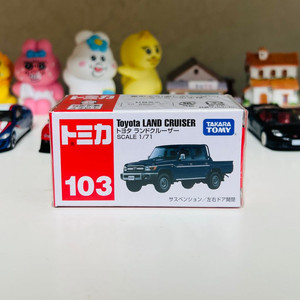 トミカ
103
Toyota LAND CRUISER
トヨタ ランドクルーザー
SCALE 1/71
TAKARA
TOMY
サスペンション/左右ドア開閉